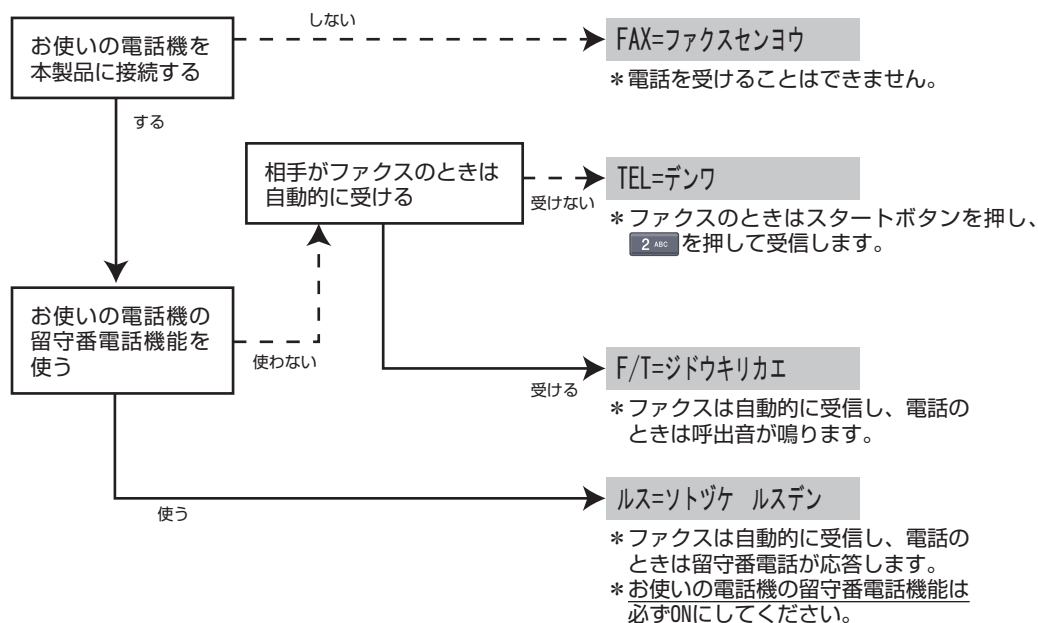 しない
お使いの電話機を
本製品に接続する
FAX=ファクスセンヨウ
＊電話を受けることはできません。
する
相手がファクスのときは
自動的に受ける
受けない
TEL=デンワ
＊ファクスのときはスタートボタンを押し、
2 ABC を押して受信します。
お使いの電話機の
留守番電話機能を
使う
使わない
受ける
F/T=ジドウキリカエ
＊ファクスは自動的に受信し、電話の
ときは呼出音が鳴ります。
使う
ルス=ソトヅケ ルスデン
＊ファクスは自動的に受信し、電話の
ときは留守番電話が応答します。
＊お使いの電話機の留守番電話機能は
必ずONにしてください。